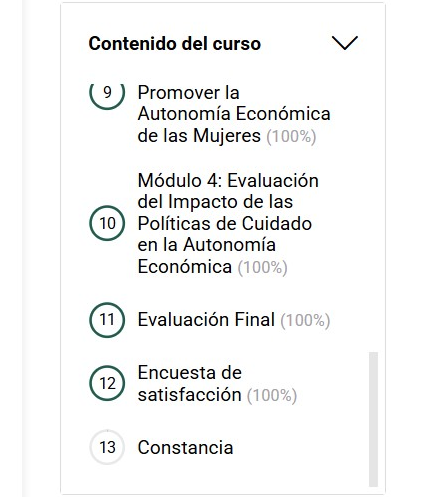 Contenido del curso
9 Promover la
Autonomía Económica
de las Mujeres (100%)
Módulo 4: Evaluación
del Impacto de las
10 Políticas de Cuidado
en la Autonomía
Económica (100%)
11 Evaluación Final (100%)
Encuesta de
12 satisfacción (100%)
13 Constancia